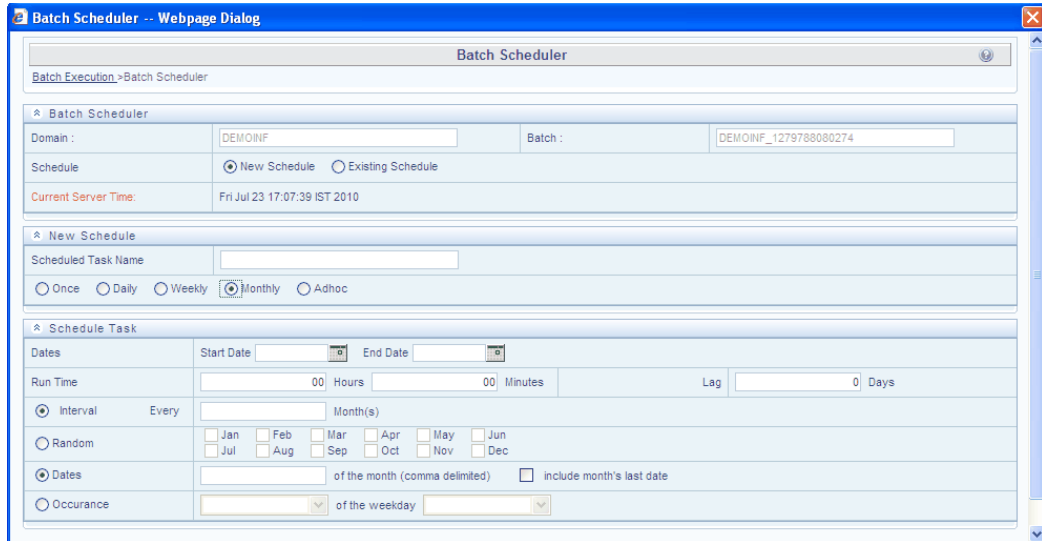 Batch Scheduler -- Webpage Dialog
Batch Scheduler
Batch Execution >Batch Scheduler
Batch Scheduler
Domain : DEMOINF Batch : DEMOINF_1279788080274
Schedule New Schedule Existing Schedule
Current Server Time: Fri Jul 23 17:07:39 IST 2010
New Schedule
Scheduled Task Name
Once Daily Weekly Monthly Adhoc
Schedule Task
Dates Start Date End Date
Run Time 00 Hours 00 Minutes Lag 0 Days
Interval Every Month(s)
Random Jan Feb Mar Apr May Jun
Jul Aug Sep Oct Nov Dec
Dates of the month (comma delimited) include month's last date
Occurance of the weekday